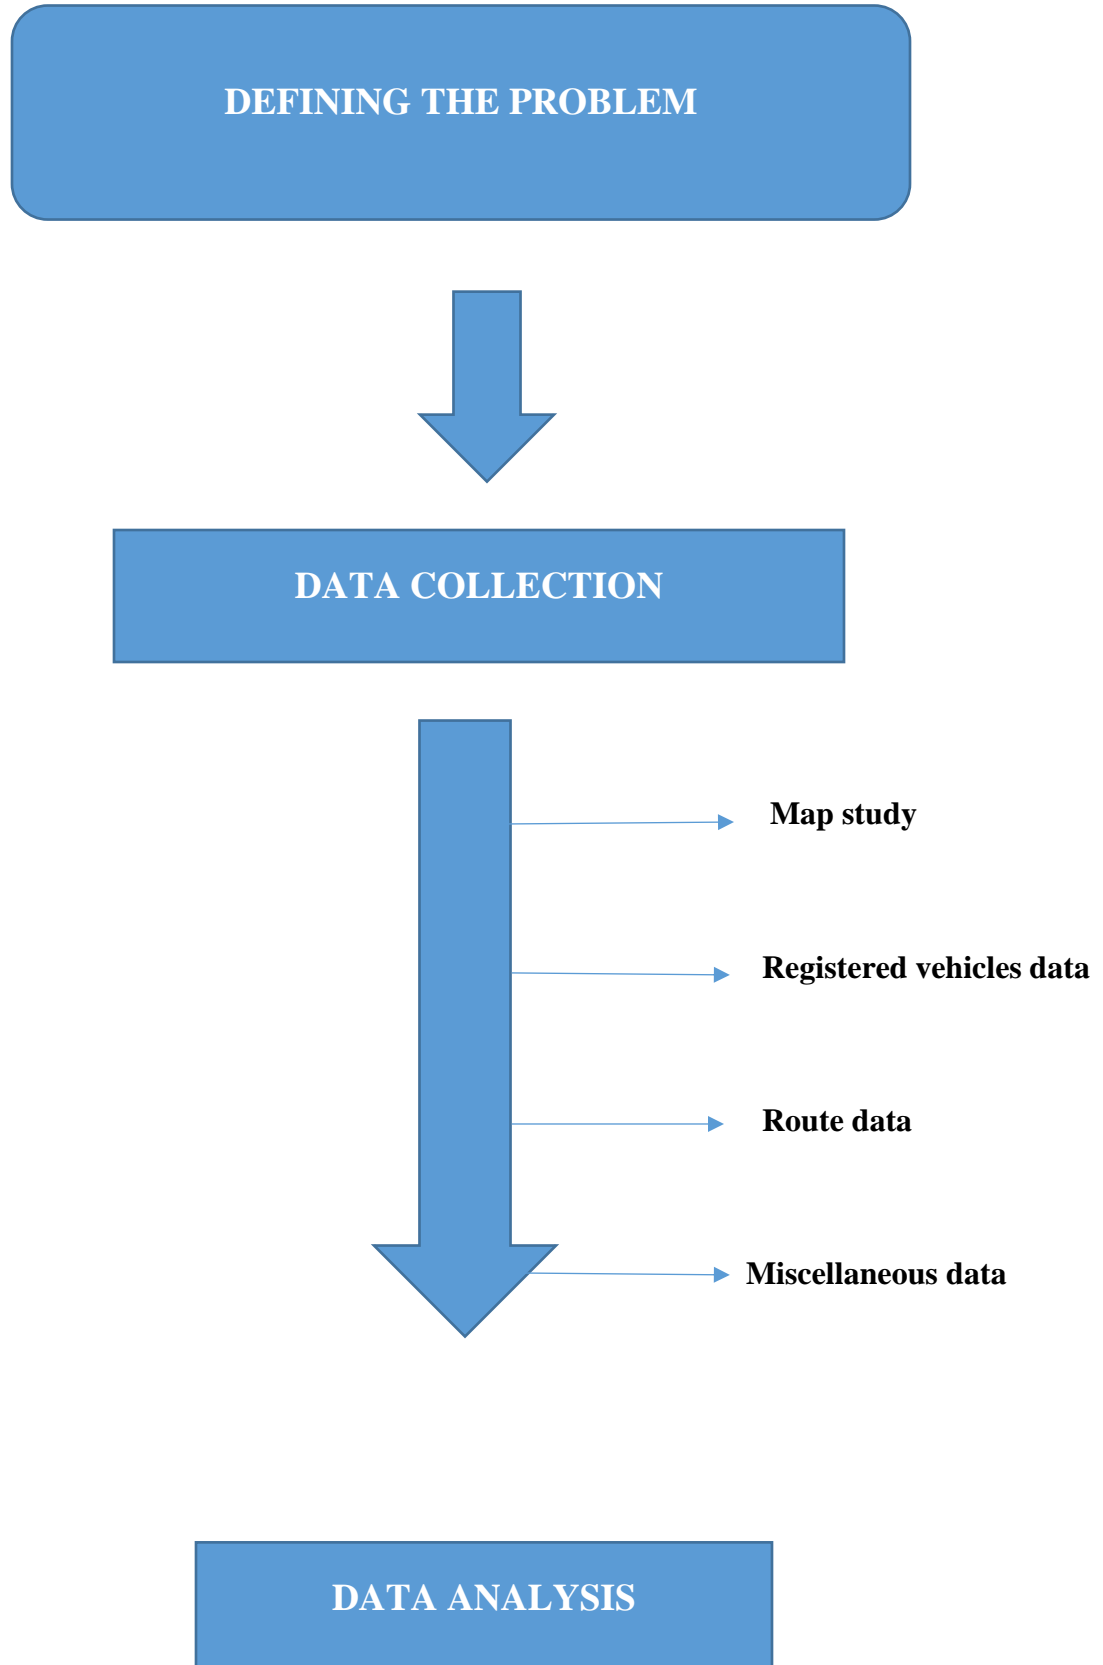 DEFINING THE PROBLEM
DATA COLLECTION
Map study
Registered vehicles data
Route data
Miscellaneous data
DATA ANALYSIS